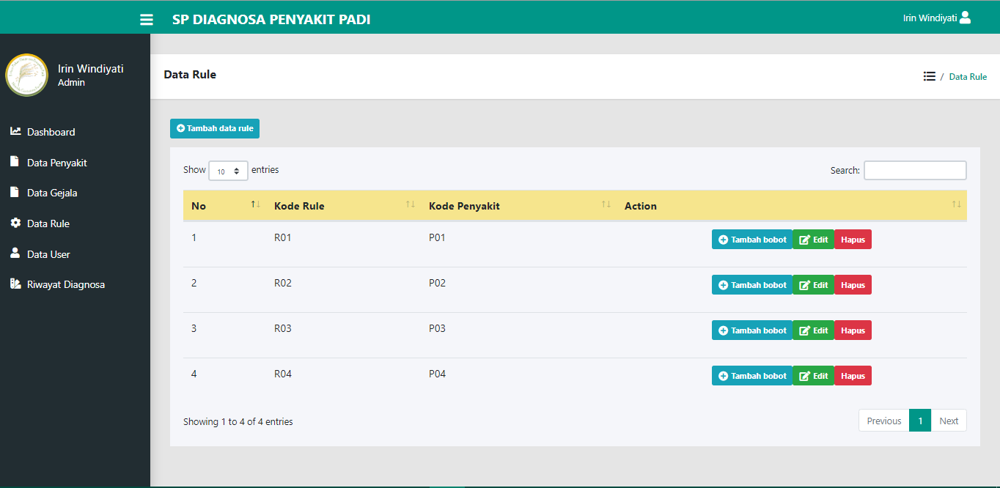 SP DIAGNOSA PENYAKIT PADI
Irin Windiyati
Irin Windiyati
Admin
Dashboard
Data Penyakit
Data Gejala
Data Rule
Data User
Riwayat Diagnosa
Data Rule
/ Data Rule
Tambah data rule
Show 10 entries
Search:
No Kode Rule Kode Penyakit Action
1 R01 P01 Tambah bobot Edit Hapus
2 R02 P02 Tambah bobot Edit Hapus
3 R03 P03 Tambah bobot Edit Hapus
4 R04 P04 Tambah bobot Edit Hapus
Showing 1 to 4 of 4 entries
Previous 1 Next